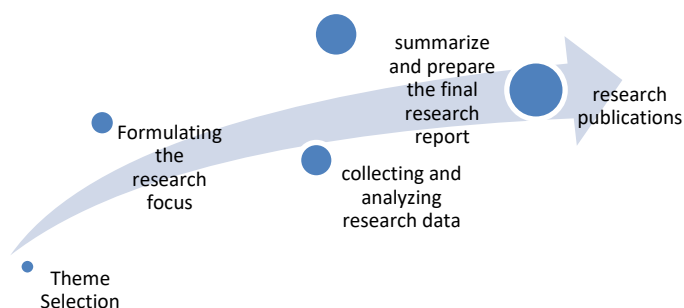 Theme
Selection
Formulating
the
research
focus
collecting and
analyzing
research data
summarize
and prepare
the final
research
report
research
publications